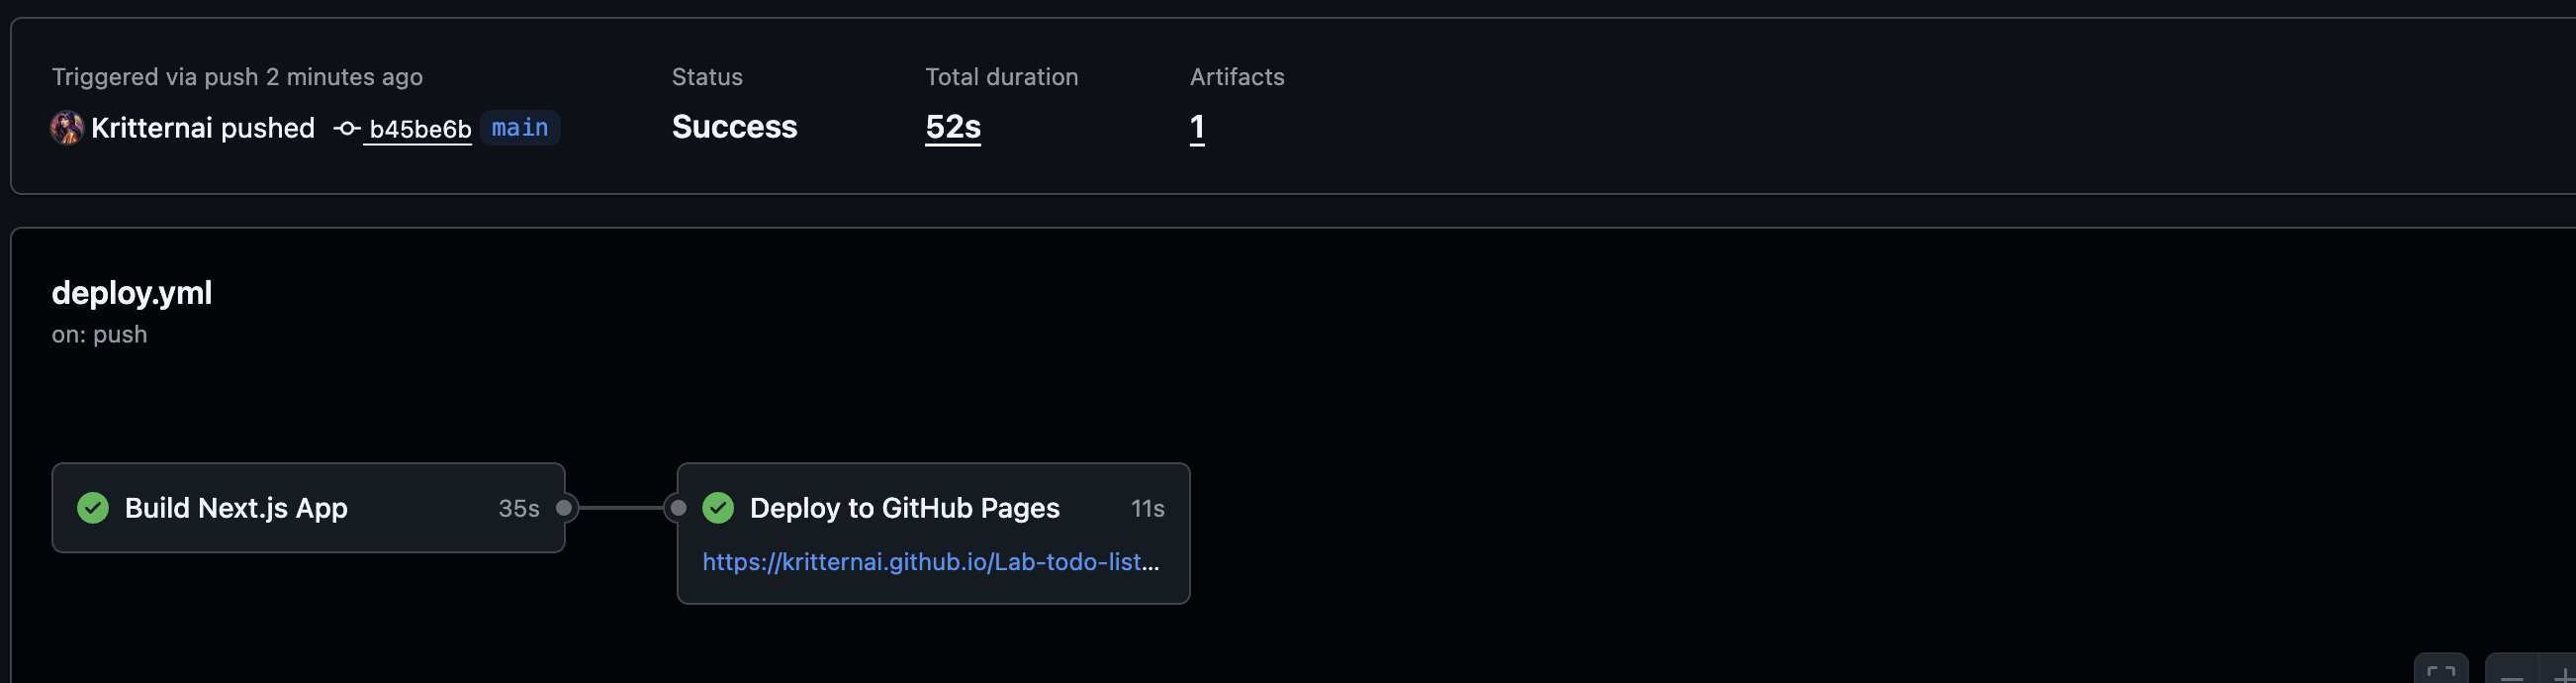 Triggered via push 2 minutes ago
Kritternai pushed b45be6b main
Status
Success
Total duration
52s
Artifacts
1
deploy.yml
on: push
Build Next.js App 35s
Deploy to GitHub Pages 11s
https://kritternai.github.io/Lab-todo-list...